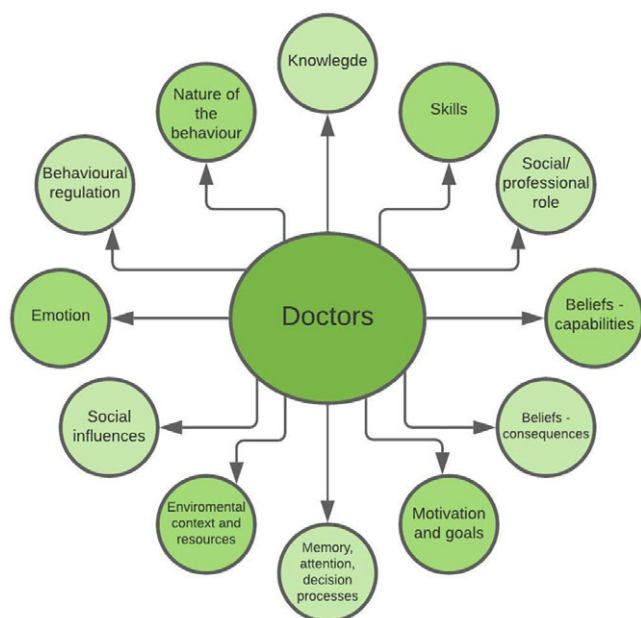 Knowlegde
Skills
Social/
professional
role
Beliefs -
capabilities
Beliefs -
consequences
Motivation
and goals
Memory,
attention,
decision
processes
Enviromental
context and
resources
Social
influences
Emotion
Behavioural
regulation
Nature of
the
behaviour
Doctors